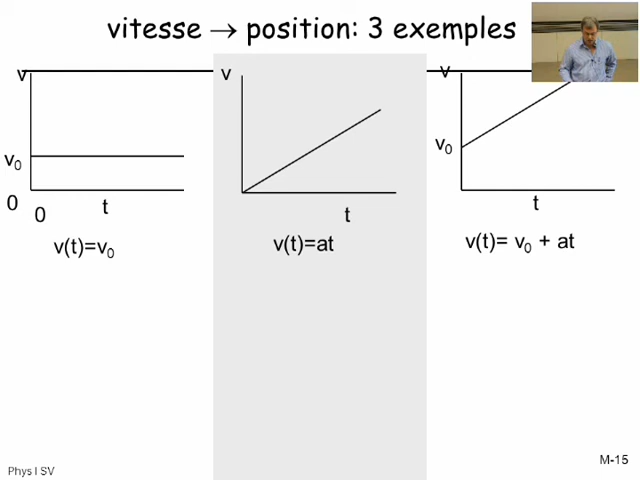 vitesse → position: 3 exemples
v
v₀
0
0
t
v(t)=v₀
v
t
v(t)=at
v
v₀
t
v(t)= v₀ + at
Phys I SV
M-15